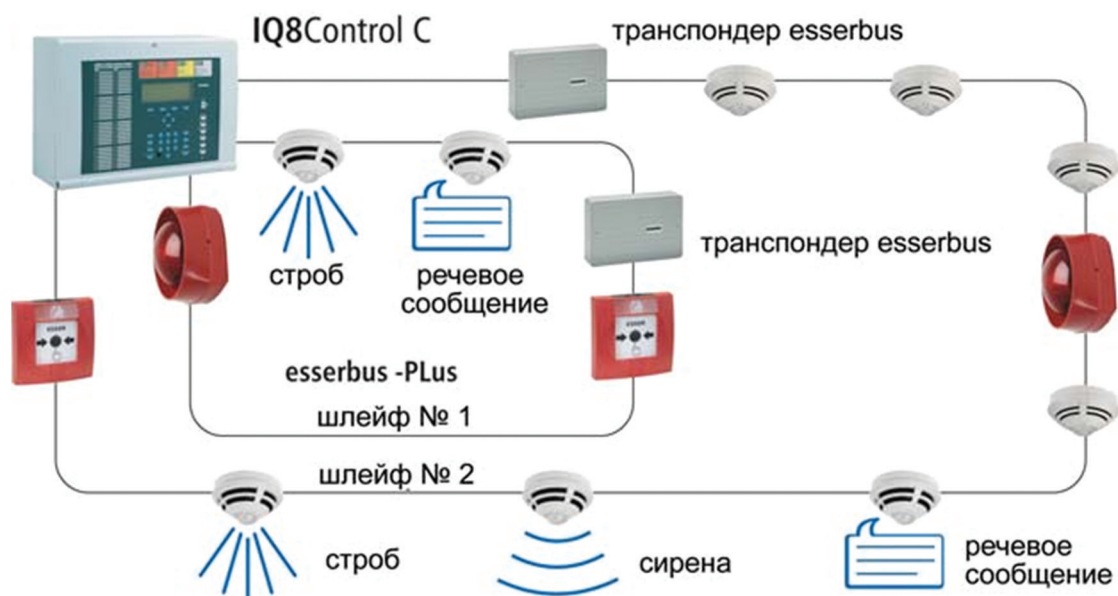 IQ8Control C
транспондер esserbus
строб
речевое
сообщение
транспондер esserbus
esserbus -PLus
шлейф № 1
шлейф № 2
строб
сирена
речевое
сообщение